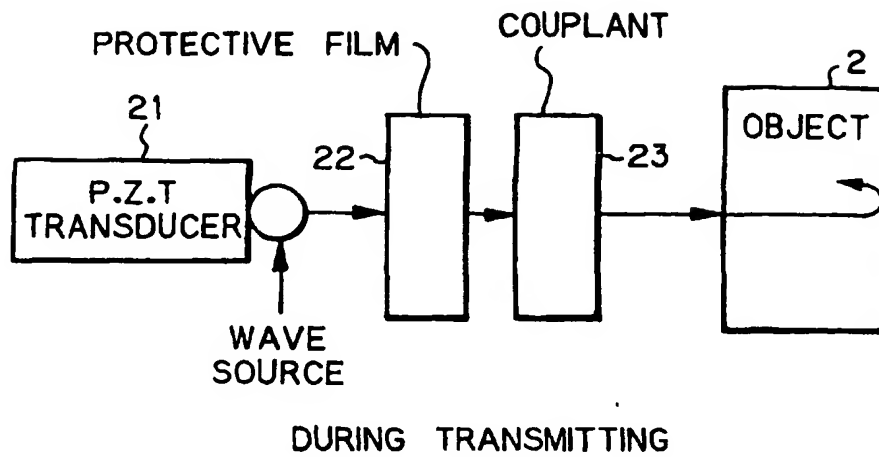 PROTECTIVE FILM
COUPLANT
21
22
23
2
P.Z.T
TRANSDUCER
OBJECT
WAVE
SOURCE
DURING TRANSMITTING